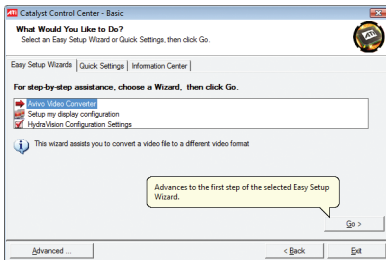 ATI Catalyst Control Center - Basic
What Would You Like to Do?
Select an Easy Setup Wizard or Quick Settings, then click Go.
ATI
Easy Setup Wizards Quick Settings Information Center
For step-by-step assistance, choose a Wizard, then click Go.
Avivo Video Converter
Setup my display configuration
HydraVision Configuration Settings
This wizard assists you to convert a video file to a different video format
Advances to the first step of the selected Easy Setup
Wizard.
Go >
Advanced ... < Back Exit